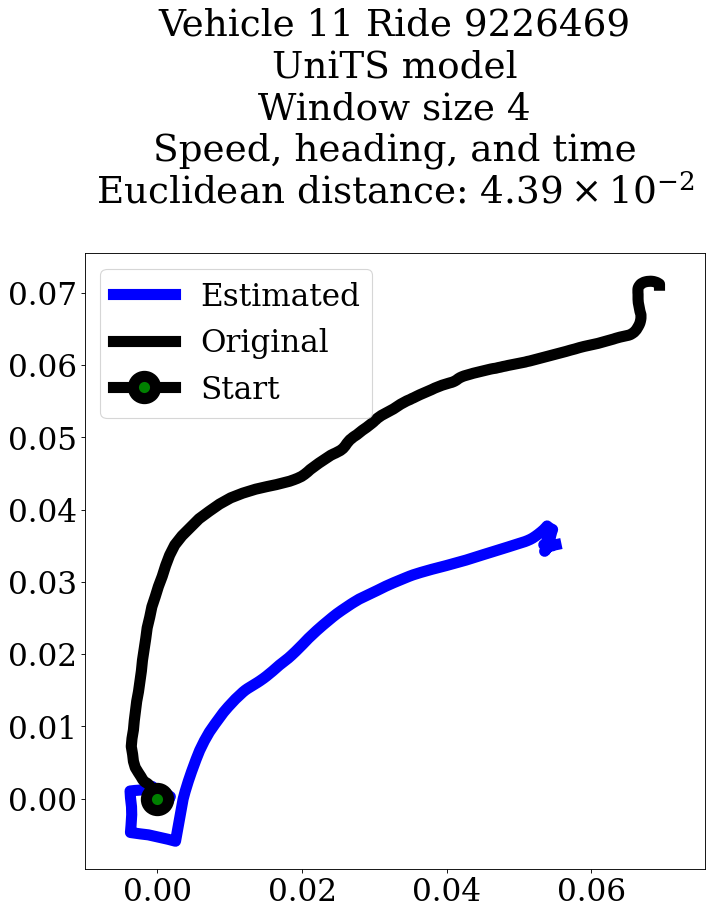 Vehicle 11 Ride 9226469
UniTS model
Window size 4
Speed, heading, and time
Euclidean distance: 4.39 × 10⁻²
Estimated
Original
Start
0.07
0.06
0.05
0.04
0.03
0.02
0.01
0.00
0.00 0.02 0.04 0.06